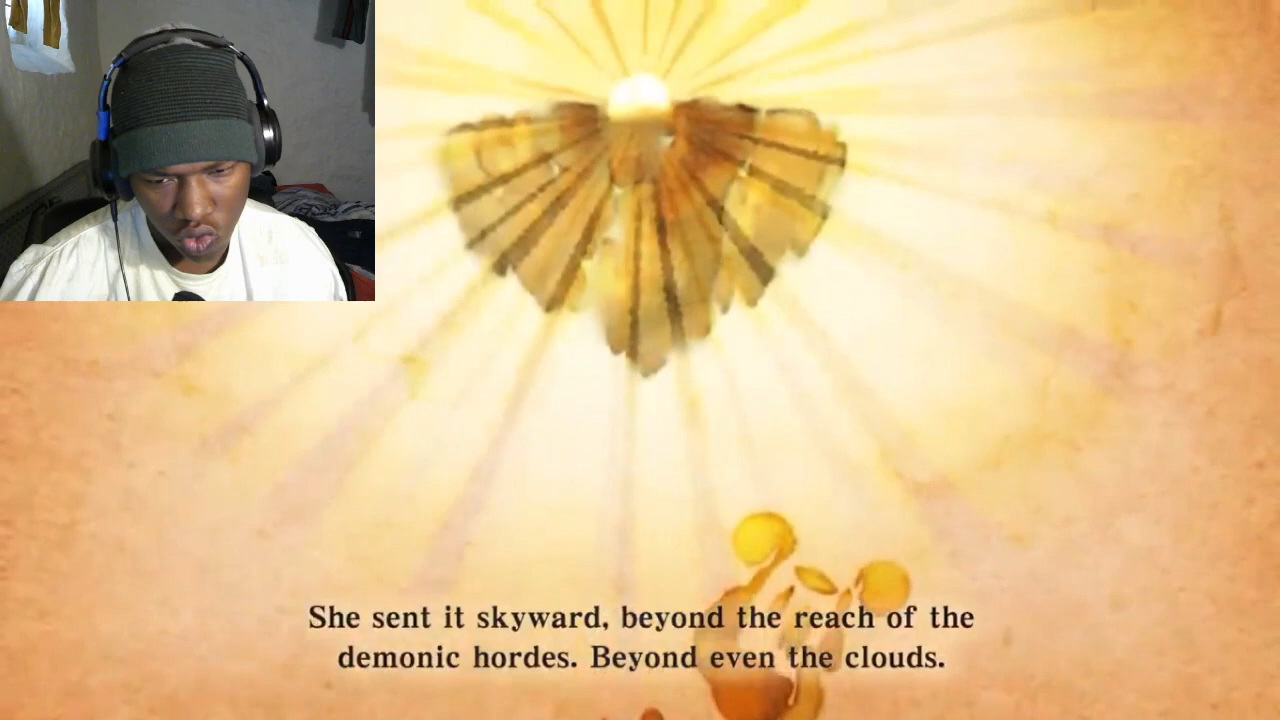 She sent it skyward, beyond the reach of the
demonic hordes. Beyond even the clouds.